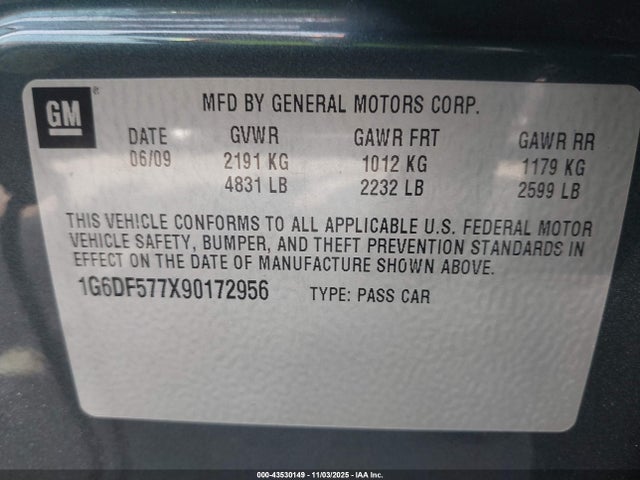 GM®
MFD BY GENERAL MOTORS CORP.
DATE GVWR GAWR FRT GAWR RR
06/09 2191 KG 1012 KG 1179 KG
4831 LB 2232 LB 2599 LB
THIS VEHICLE CONFORMS TO ALL APPLICABLE U.S. FEDERAL MOTOR
VEHICLE SAFETY, BUMPER, AND THEFT PREVENTION STANDARDS IN
EFFECT ON THE DATE OF MANUFACTURE SHOWN ABOVE.
1G6DF577X90172956 TYPE: PASS CAR
000-43530149 - 11/03/2025 - IAA Inc.